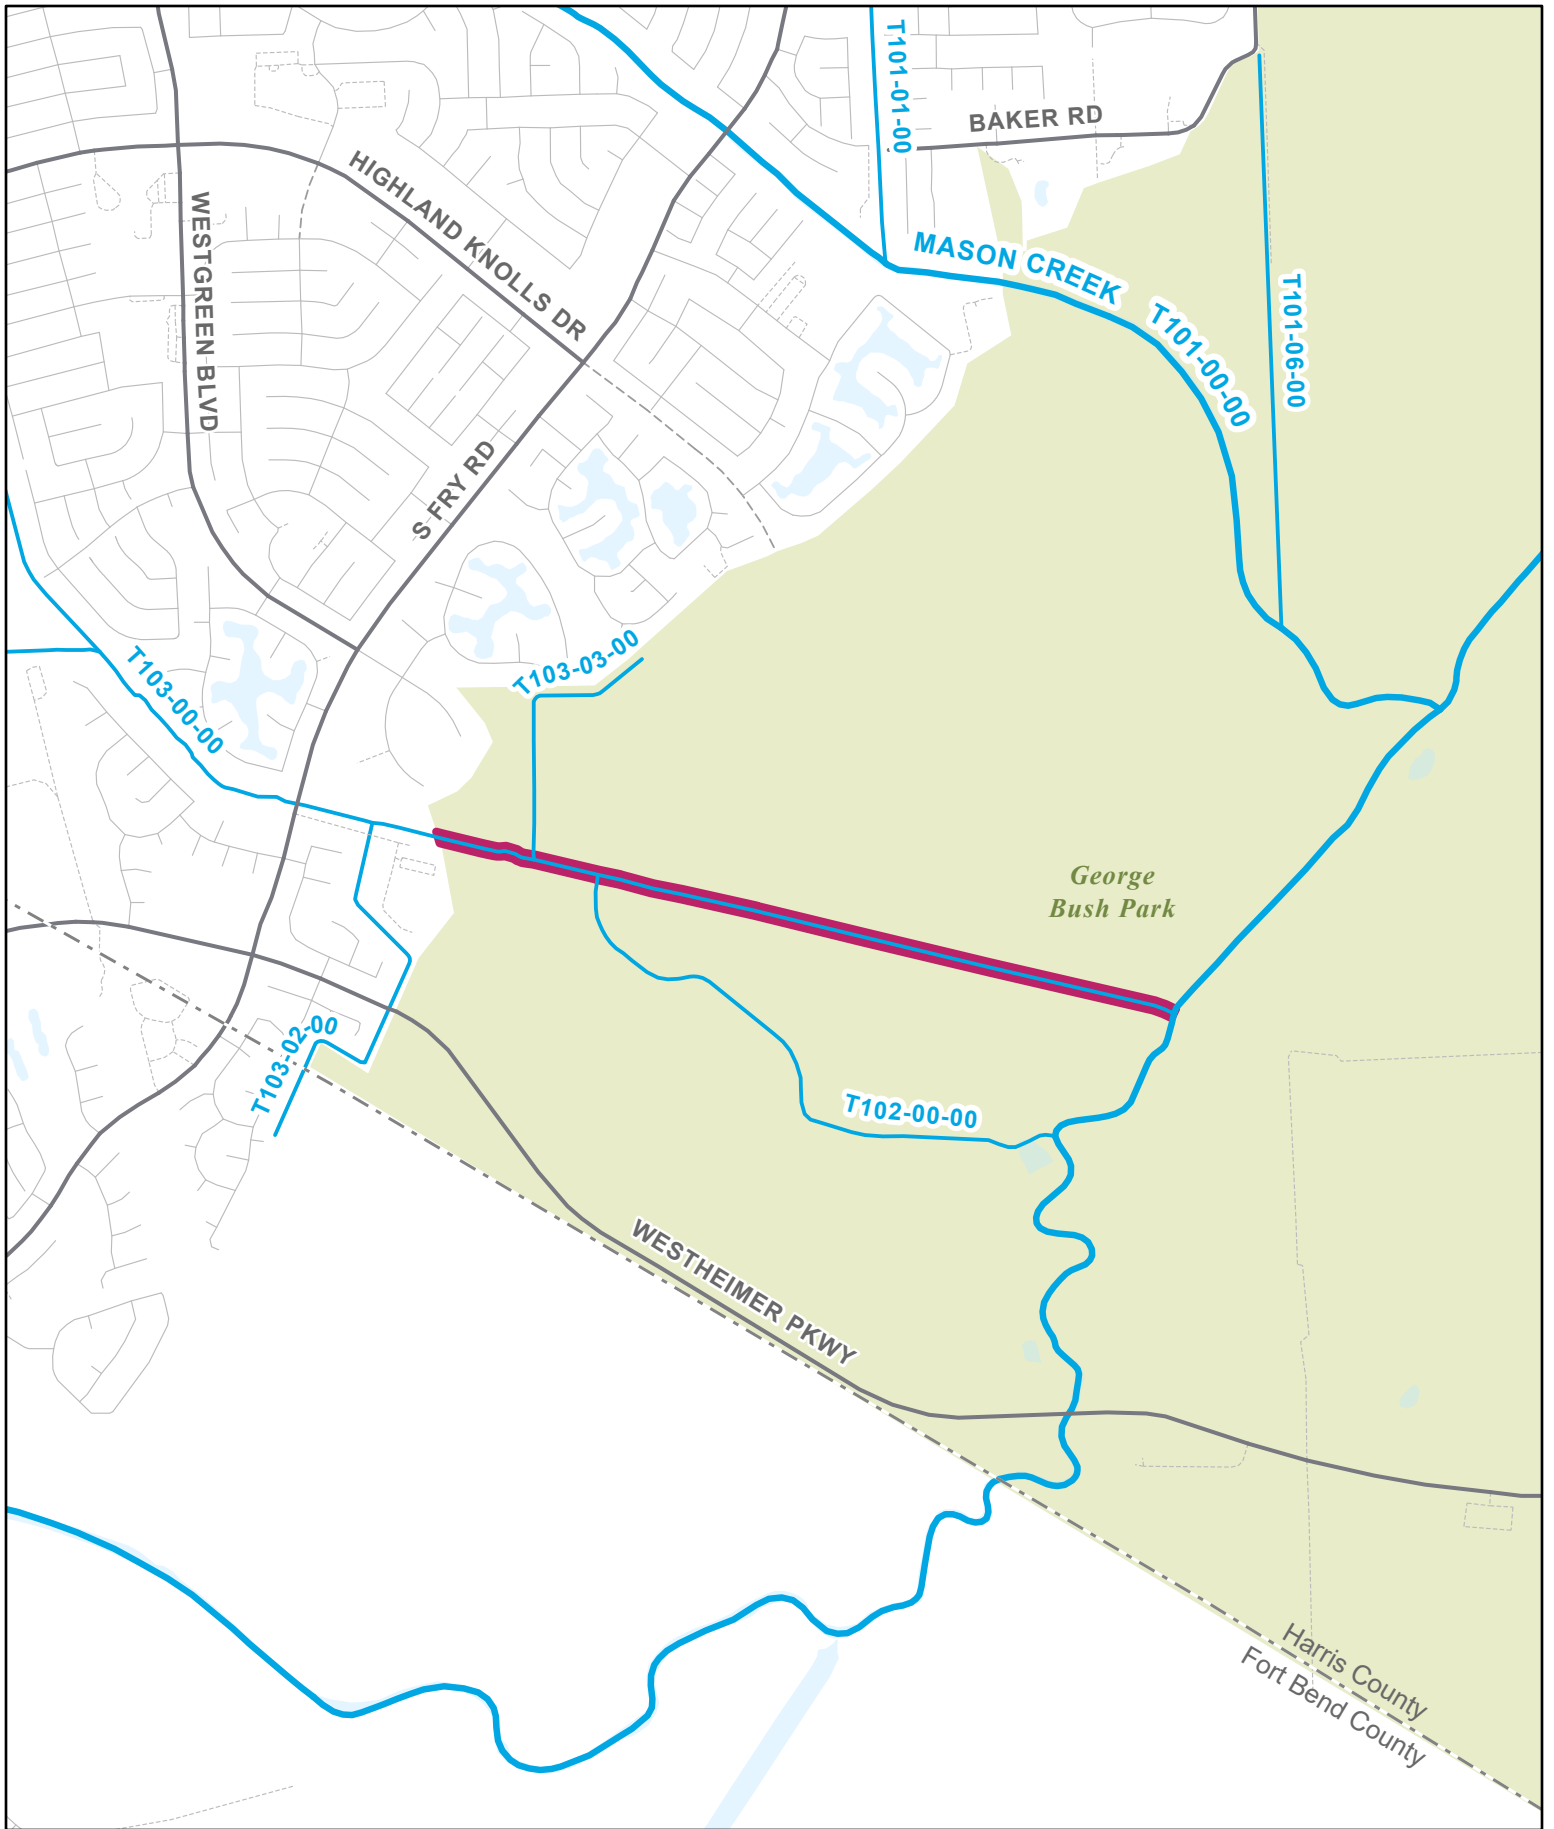 T101-01-00
BAKER RD
HIGHLAND KNOLLS DR
WESTGREEN BLVD
MASON CREEK
T101-00-00
T101-06-00
S FRY RD
T103-03-00
T103-00-00
George
Bush Park
T103-02-00
T102-00-00
WESTHEIMER PKWY
Harris County
Fort Bend County